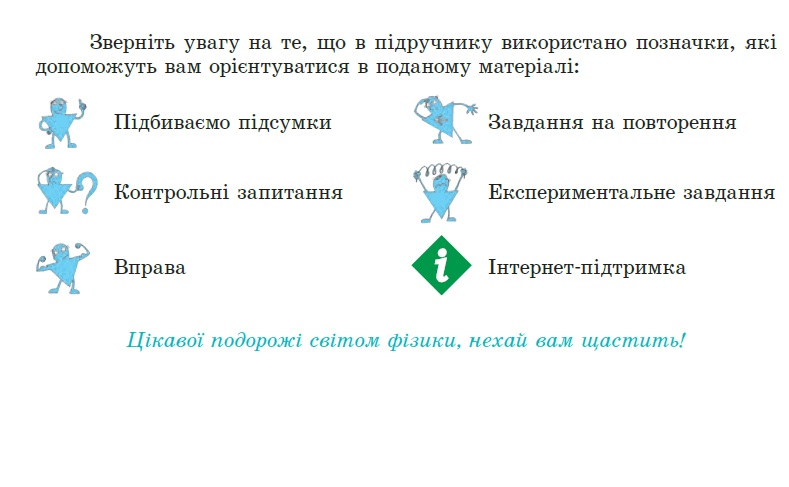 Зверніть увагу на те, що в підручнику використано позначки, які
допоможуть вам орієнтуватися в поданому матеріалі:
Підбиваємо підсумки
Завдання на повторення
Контрольні запитання
Експериментальне завдання
Вправа
i
Інтернет-підтримка
Цікавої подорожі світом фізики, нехай вам щастить!